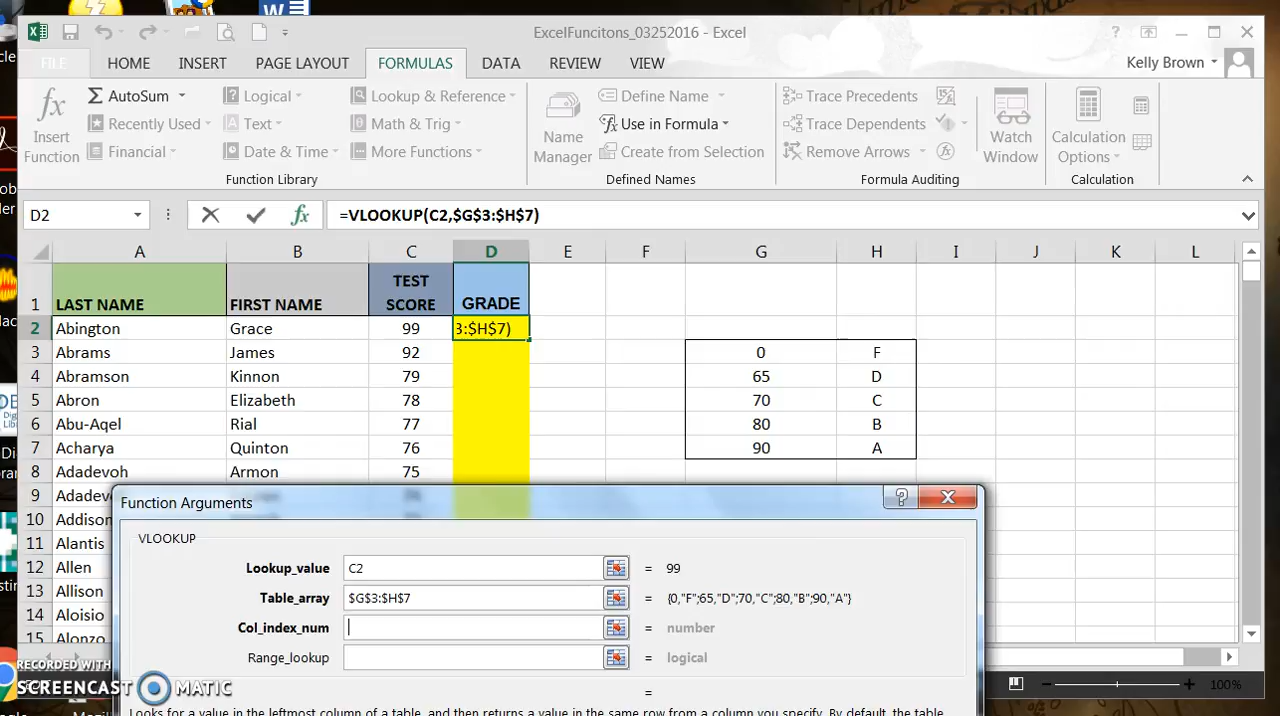 ExcelFuncitons_03252016 - Excel
FILE HOME INSERT PAGE LAYOUT FORMULAS DATA REVIEW VIEW Kelly Brown
Insert Function
AutoSum
Recently Used
Financial
Logical
Text
Date & Time
Lookup & Reference
Math & Trig
More Functions
Function Library
Name Manager
Define Name
Use in Formula
Create from Selection
Defined Names
Trace Precedents
Trace Dependents
Remove Arrows
Watch Window
Formula Auditing
Calculation Options
Calculation
D2 fx =VLOOKUP(C2,$G$3:$H$7)
A B C D E F G H I J K L
1 LAST NAME FIRST NAME TEST SCORE GRADE
2 Abington Grace 99 3:$H$7)
3 Abrams James 92 0 F
4 Abramson Kinnon 79 65 D
5 Abron Elizabeth 78 70 C
6 Abu-Aqel Rial 77 80 B
7 Acharya Quinton 76 90 A
8 Adadevoh Armon 75
9 Adadev
10 Addison
11 Alantis
12 Allen
13 Allison
14 Aloisio
15 Alonzo
Function Arguments
VLOOKUP
Lookup_value C2 = 99
Table_array $G$3:$H$7 = {0,"F";65,"D";70,"C";80,"B";90,"A"}
Col_index_num = number
Range_lookup = logical
=
Looks for a value in the leftmost column of a table, and then returns a value in the same row from a column you specify. By default, the table
RECORDED WITH
SCREENCAST MATIC
100%